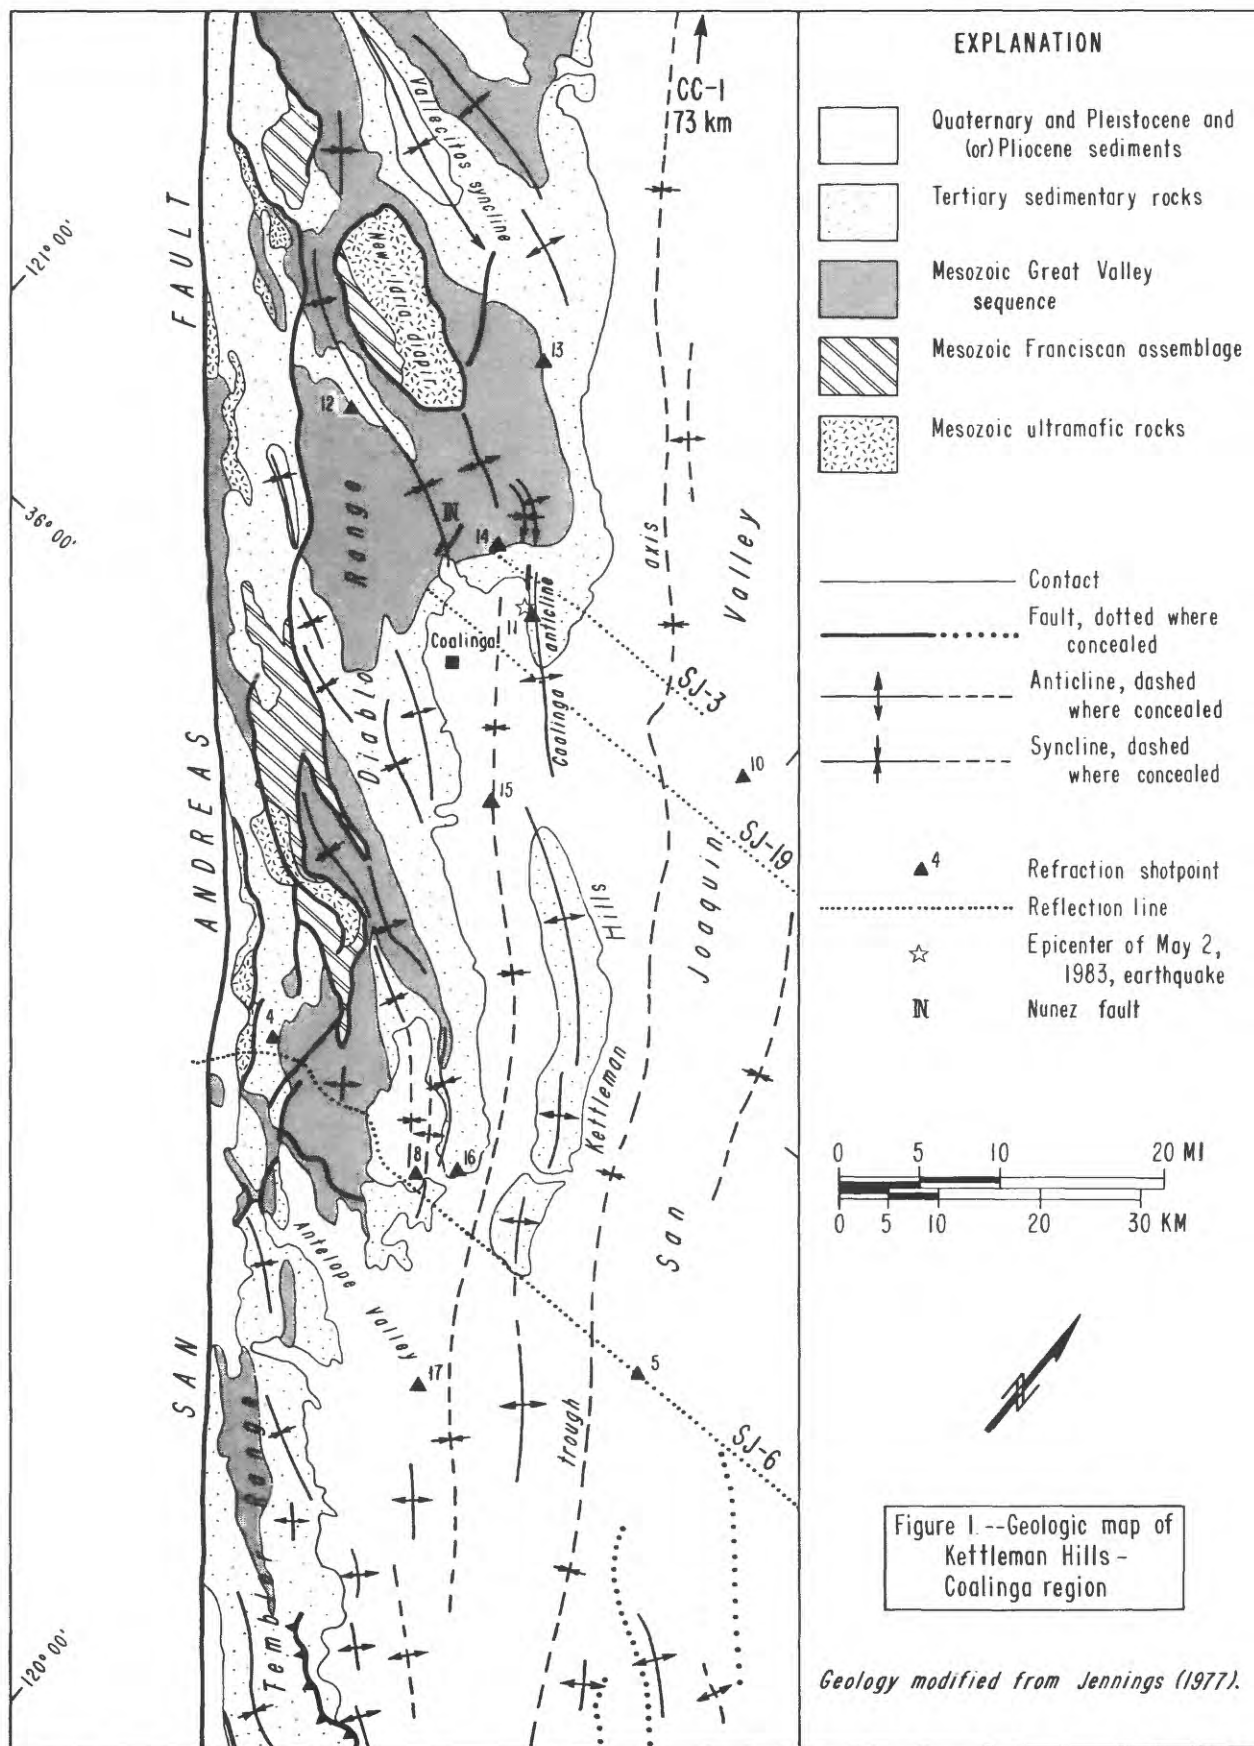 CC-1
73 km
Vallecitos syncline
121° 00'
FAULT
New Idria diapir
13
12
36° 00'
Range
N
14
axis
Valley
11
anticline
Coalinga
SJ-3
Diablo
Coalinga
10
ANDREAS
15
SJ-19
Hills
Joaquin
4
Kettleman
8
16
San
Antelope Valley
SAN
17
5
SJ-6
Range
trough
Temblor
120° 00'
EXPLANATION
Quaternary and Pleistocene and
(or) Pliocene sediments
Tertiary sedimentary rocks
Mesozoic Great Valley
sequence
Mesozoic Franciscan assemblage
Mesozoic ultramafic rocks
Contact
Fault, dotted where
concealed
Anticline, dashed
where concealed
Syncline, dashed
where concealed
4
Refraction shotpoint
Reflection line
Epicenter of May 2,
1983, earthquake
N
Nunez fault
0 5 10 20 MI
0 5 10 20 30 KM
Figure 1.--Geologic map of
Kettleman Hills-
Coalinga region
Geology modified from Jennings (1977).